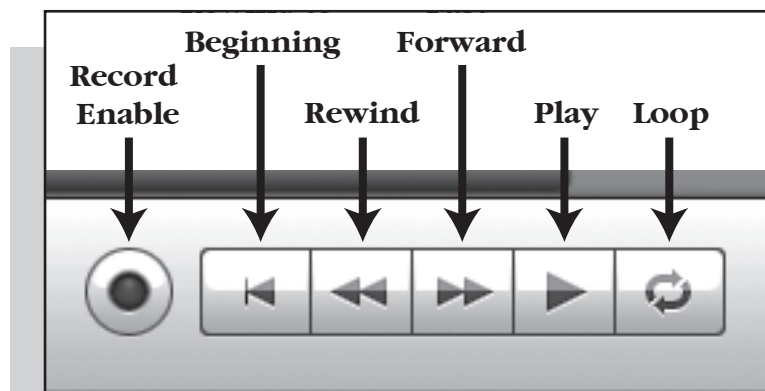 Beginning
Forward
Record
Enable
Rewind
Play
Loop